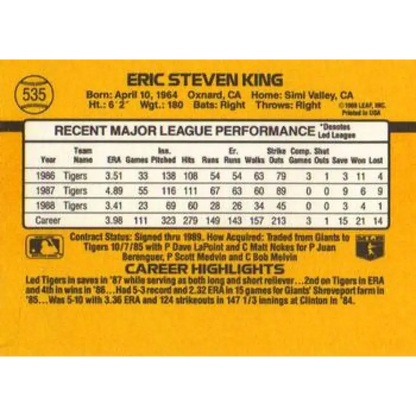 535
ERIC STEVEN KING
Born: April 10, 1964 Oxnard, CA Home: Simi Valley, CA
Ht.: 6'2" Wgt.: 180 Bats: Right Throws: Right
©1989 LEAF, INC.
Printed in USA
RECENT MAJOR LEAGUE PERFORMANCE *Denotes Led League
Year Team Name ERA Games Inn. Pitched Hits Runs Er. Runs Walks Strike Outs Comp. Games Shut Outs Save Won Lost
1986 Tigers 3.51 33 138 108 54 54 63 79 3 1 3 11 4
1987 Tigers 4.89 55 116 111 67 63 60 89 0 0 9 6 9
1988 Tigers 3.41 23 69 60 28 26 34 45 0 0 3 4 1
Career 3.98 111 323 279 149 143 157 213 3 1 15 21 14
Contract Status: Signed thru 1989. How Acquired: Traded from Giants to
Tigers 10/7/85 with P Dave LaPoint and C Matt Nokes for P Juan
Berenguer, P Scott Medvin and C Bob Melvin
CAREER HIGHLIGHTS
Led Tigers in saves in '87 while serving as both long and short reliever...2nd on Tigers in ERA
and 4th in wins in '86... Had 5-3 record and 2.32 ERA in 15 games for Giants' Shreveport farm in
'85... Was 5-10 with 3.36 ERA and 124 strikeouts in 147 1/3 innings at Clinton in '84.